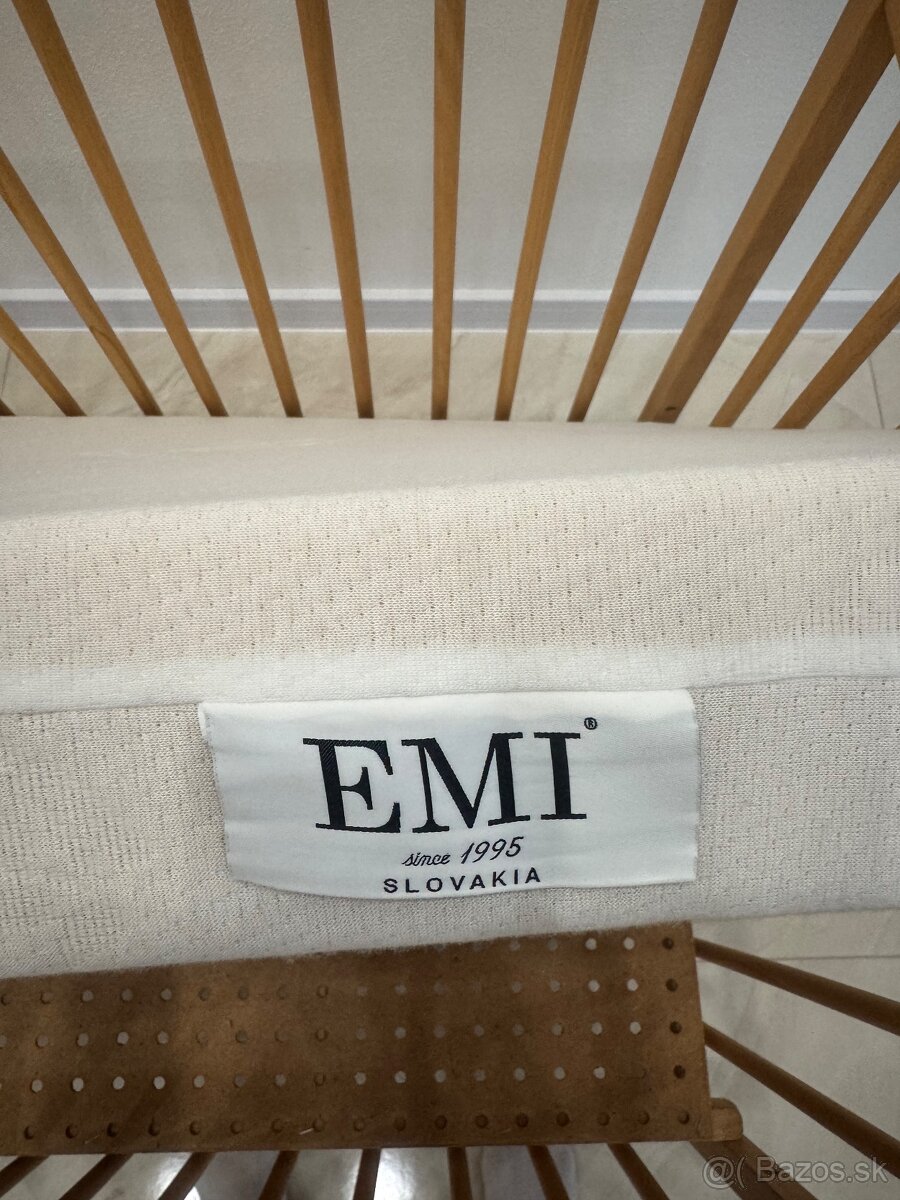 EMI®
since 1995
SLOVAKIA
@( Bazos.sk